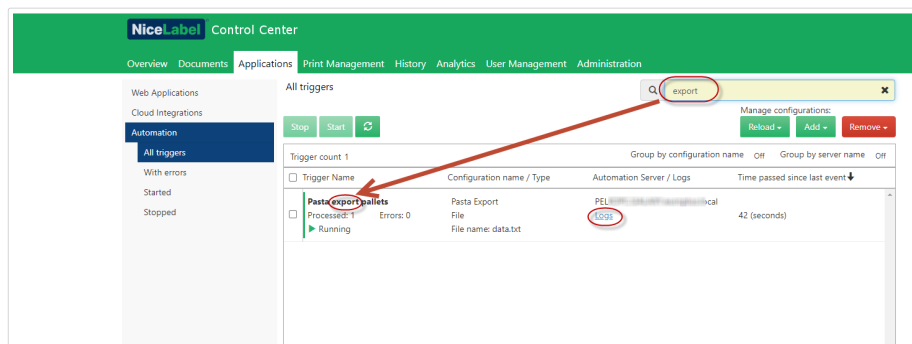 NiceLabel Control Center
Overview Documents Applications Print Management History Analytics User Management Administration
Web Applications
Cloud Integrations
Automation
All triggers
With errors
Started
Stopped
All triggers
export
Manage configurations:
Stop Start Reload Add Remove
Trigger count 1 Group by configuration name Off Group by server name Off
Trigger Name Configuration name / Type Automation Server / Logs Time passed since last event
Pasta export pallets Pasta Export PEL cal
Processed: 1 Errors: 0 File Logs 42 (seconds)
Running File name: data.txt